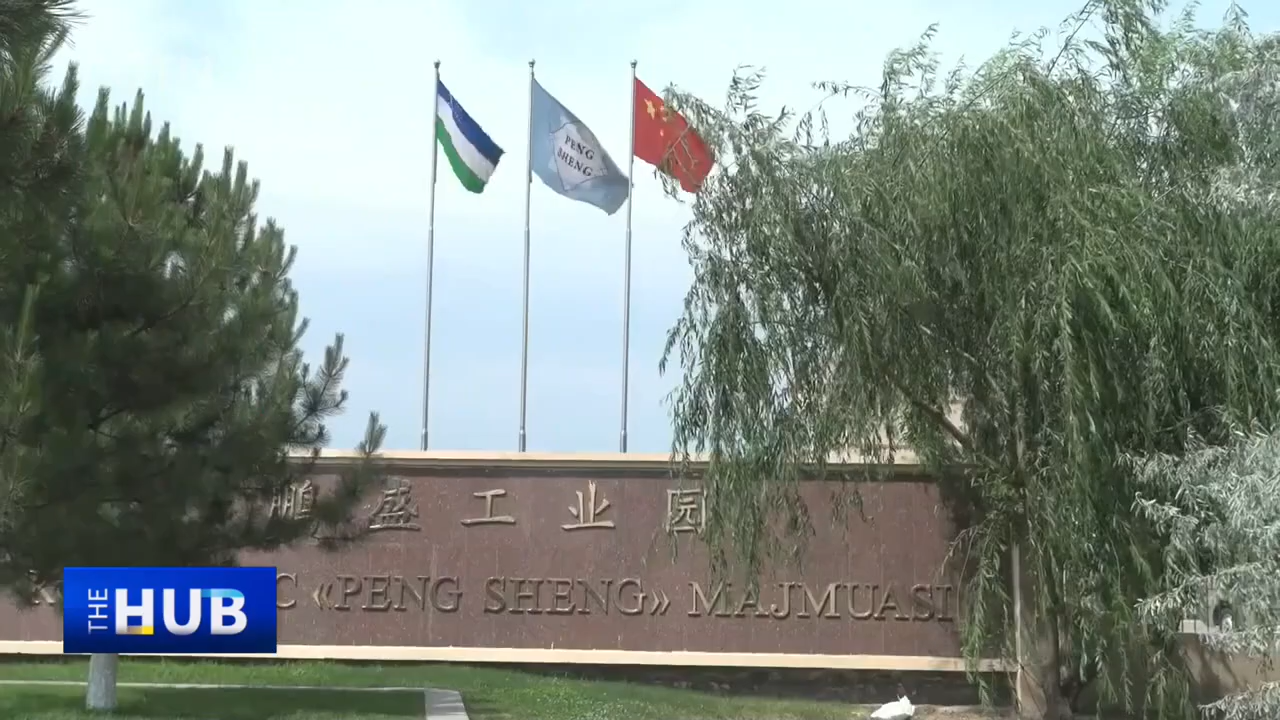 PENG
SHENG
鹏盛工业园
C «PENG SHENG» MAJMUASI
THE HUB